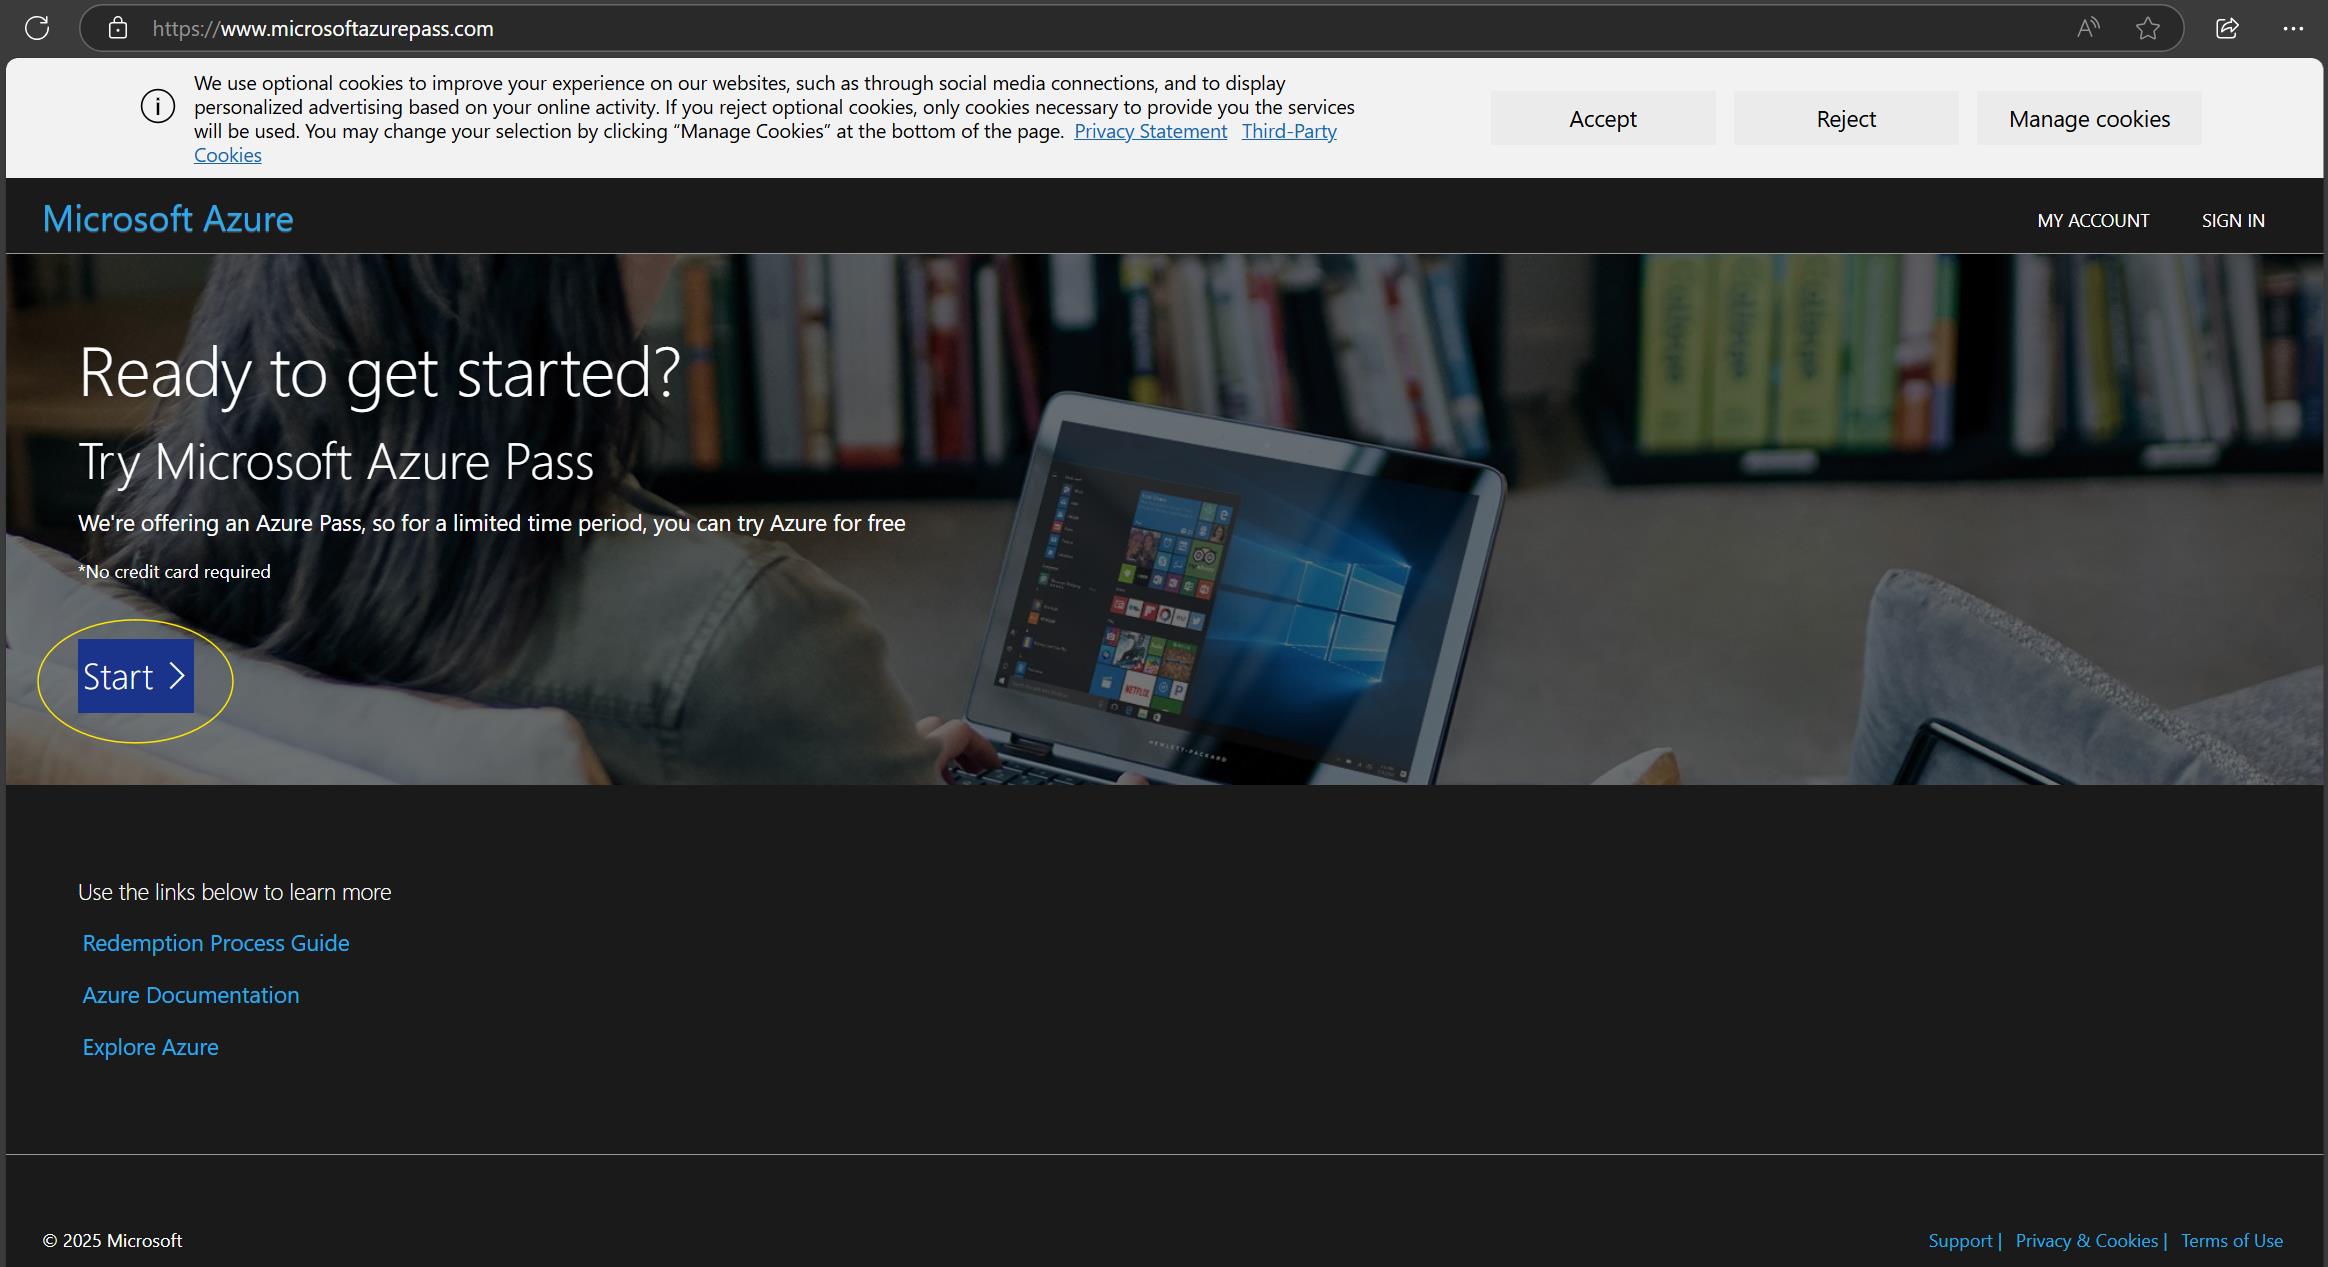 https://www.microsoftazurepass.com
We use optional cookies to improve your experience on our websites, such as through social media connections, and to display
personalized advertising based on your online activity. If you reject optional cookies, only cookies necessary to provide you the services
will be used. You may change your selection by clicking “Manage Cookies” at the bottom of the page. Privacy Statement Third-Party
Cookies
Accept
Reject
Manage cookies
Microsoft Azure
MY ACCOUNT
SIGN IN
Ready to get started?
Try Microsoft Azure Pass
We're offering an Azure Pass, so for a limited time period, you can try Azure for free
*No credit card required
Start
NETFLIX
HEWLETT-PACKARD
Use the links below to learn more
Redemption Process Guide
Azure Documentation
Explore Azure
© 2025 Microsoft
Support | Privacy & Cookies | Terms of Use